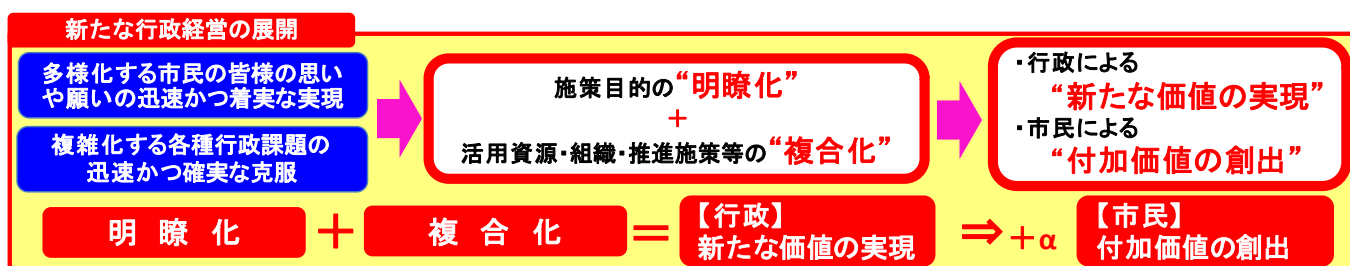 新たな行政経営の展開
多様化する市民の皆様の思い
や願いの迅速かつ着実な実現
複雑化する各種行政課題の
迅速かつ確実な克服
施策目的の“明瞭化”
+
活用資源・組織・推進施策等の“複合化”
・行政による
“新たな価値の実現”
・市民による
“付加価値の創出”
明瞭化+複合化=【行政】
新たな価値の実現
⇒+α
【市民】
付加価値の創出